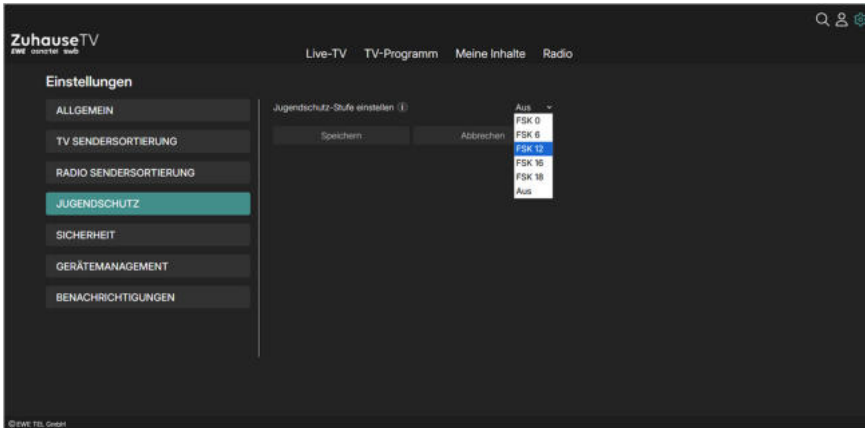 ZuhauseTV
EWE osnatel swb
Live-TV TV-Programm Meine Inhalte Radio
Einstellungen
ALLGEMEIN
TV SENDERSORTIERUNG
RADIO SENDERSORTIERUNG
JUGENDSCHUTZ
SICHERHEIT
GERÄTEMANAGEMENT
BENACHRICHTIGUNGEN
Jugendschutz-Stufe einstellen Aus
Speichern Abbrechen
FSK 0
FSK 6
FSK 12
FSK 16
FSK 18
Aus
© EWE TEL GmbH